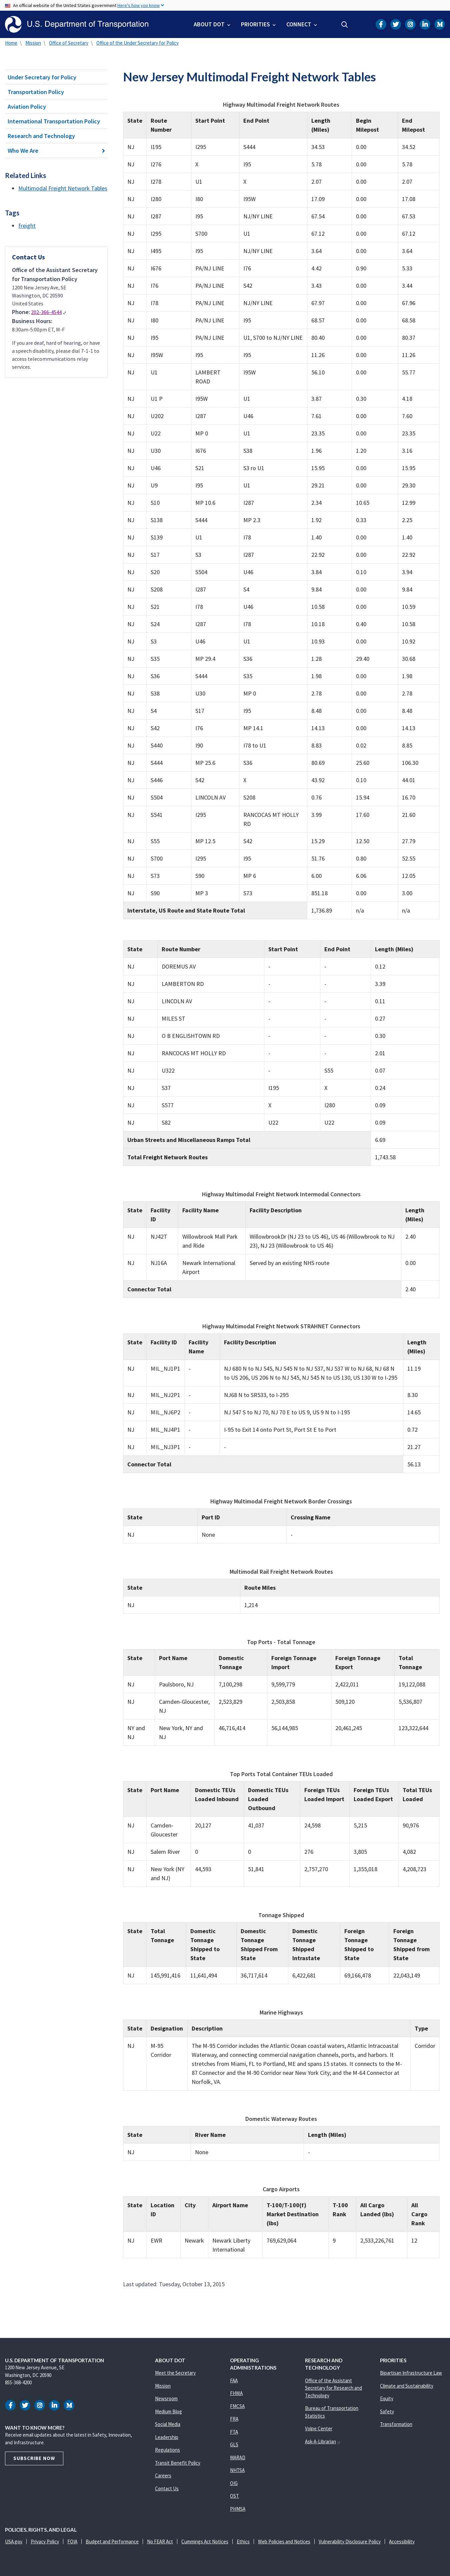 An official website of the United States government Here's how you know
U.S. Department of Transportation
ABOUT DOT
PRIORITIES
CONNECT
Home \ Mission \ Office of Secretary \ Office of the Under Secretary for Policy
Under Secretary for Policy
Transportation Policy
Aviation Policy
International Transportation Policy
Research and Technology
Who We Are
Related Links
Multimodal Freight Network Tables
Tags
Freight
Contact Us
Office of the Assistant Secretary
for Transportation Policy
1200 New Jersey Ave, SE
Washington, DC 20590
United States
Phone: 202-366-4544
Business Hours:
8:30am-5:00pm ET, M-F
If you are deaf, hard of hearing, or have
a speech disability, please dial 7-1-1 to
access telecommunications relay
services.
New Jersey Multimodal Freight Network Tables
Highway Multimodal Freight Network Routes
State Route Number Start Point End Point Length (Miles) Begin Milepost End Milepost
NJ I195 I295 S444 34.53 0.00 34.52
NJ I276 X I95 5.78 0.00 5.78
NJ I278 U1 X 2.07 0.00 2.07
NJ I280 I80 I95W 17.09 0.00 17.08
NJ I287 I95 NJ/NY LINE 67.54 0.00 67.53
NJ I295 S700 U1 67.12 0.00 67.12
NJ I495 I95 NJ/NY LINE 3.64 0.00 3.64
NJ I676 PA/NJ LINE I76 4.42 0.90 5.33
NJ I76 PA/NJ LINE S42 3.43 0.00 3.44
NJ I78 PA/NJ LINE NJ/NY LINE 67.97 0.00 67.96
NJ I80 PA/NJ LINE I95 68.57 0.00 68.58
NJ I95 PA/NJ LINE U1, S700 to NJ/NY LINE 80.40 0.00 80.37
NJ I95W I95 I95 11.26 0.00 11.26
NJ U1 LAMBERT ROAD I95W 56.10 0.00 55.77
NJ U1 P I95W U1 3.87 0.30 4.18
NJ U202 I287 U46 7.61 0.00 7.60
NJ U22 MP 0 U1 23.35 0.00 23.35
NJ U30 I676 S38 1.96 1.20 3.16
NJ U46 S21 S3 ro U1 15.95 0.00 15.95
NJ U9 I95 U1 29.21 0.00 29.30
NJ S10 MP 10.6 I287 2.34 10.65 12.99
NJ S138 S444 MP 2.3 1.92 0.33 2.25
NJ S139 U1 I78 1.40 0.00 1.40
NJ S17 S3 I287 22.92 0.00 22.92
NJ S20 S504 U46 3.84 0.10 3.94
NJ S208 I287 S4 9.84 0.00 9.84
NJ S21 I78 U46 10.58 0.00 10.59
NJ S24 I287 I78 10.18 0.40 10.58
NJ S3 U46 U1 10.93 0.00 10.92
NJ S35 MP 29.4 S36 1.28 29.40 30.68
NJ S36 S444 S35 1.98 0.00 1.98
NJ S38 U30 MP 0 2.78 0.00 2.78
NJ S4 S17 I95 8.48 0.00 8.48
NJ S42 I76 MP 14.1 14.13 0.00 14.13
NJ S440 I90 I78 to U1 8.83 0.02 8.85
NJ S444 MP 25.6 S36 80.69 25.60 106.30
NJ S446 S42 X 43.92 0.10 44.01
NJ S504 LINCOLN AV S208 0.76 15.94 16.70
NJ S541 I295 RANCOCAS MT HOLLY RD 3.99 17.60 21.60
NJ S55 MP 12.5 S42 15.29 12.50 27.79
NJ S700 I295 I95 51.76 0.80 52.55
NJ S73 S90 MP 6 6.00 6.06 12.05
NJ S90 MP 3 S73 851.18 0.00 3.00
Interstate, US Route and State Route Total 1,736.89 n/a n/a
State Route Number Start Point End Point Length (Miles)
NJ DOREMUS AV - - 0.12
NJ LAMBERTON RD - - 3.39
NJ LINCOLN AV - - 0.11
NJ MILES ST - - 0.27
NJ O B ENGLISHTOWN RD - - 0.30
NJ RANCOCAS MT HOLLY RD - - 2.01
NJ U322 - S55 0.07
NJ S37 I195 X 0.24
NJ S577 X I280 0.09
NJ S82 U22 U22 0.09
Urban Streets and Miscellaneous Ramps Total 6.69
Total Freight Network Routes 1,743.58
Highway Multimodal Freight Network Intermodal Connectors
State Facility ID Facility Name Facility Description Length (Miles)
NJ NJ42T Willowbrook Mall Park and Ride WillowbrookDr (NJ 23 to US 46), US 46 (Willowbrook to NJ 23), NJ 23 (Willowbrook to US 46) 2.40
NJ NJ16A Newark International Airport Served by an existing NHS route 0.00
Connector Total 2.40
Highway Multimodal Freight Network STRAHNET Connectors
State Facility ID Facility Name Facility Description Length (Miles)
NJ MIL_NJ1P1 - NJ 680 N to NJ 545, NJ 545 N to NJ 537, NJ 537 W to NJ 68, NJ 68 N to US 206, US 206 N to NJ 545, NJ 545 N to US 130, US 130 W to I-295 11.19
NJ MIL_NJ2P1 - NJ68 N to SR533, to I-295 8.30
NJ MIL_NJ6P2 - NJ 547 S to NJ 70, NJ 70 E to US 9, US 9 N to I-195 14.65
NJ MIL_NJ4P1 - I-95 to Exit 14 onto Port St, Port St E to Port 0.72
NJ MIL_NJ3P1 - - 21.27
Connector Total 56.13
Highway Multimodal Freight Network Border Crossings
State Port ID Crossing Name
NJ None -
Multimodal Rail Freight Network Routes
State Route Miles
NJ 1,214
Top Ports - Total Tonnage
State Port Name Domestic Tonnage Foreign Tonnage Import Foreign Tonnage Export Total Tonnage
NJ Paulsboro, NJ 7,100,298 9,599,779 2,422,011 19,122,088
NJ Camden-Gloucester, NJ 2,523,829 2,503,858 509,120 5,536,807
NY and NJ New York, NY and NJ 46,716,414 56,144,985 20,461,245 123,322,644
Top Ports Total Container TEUs Loaded
State Port Name Domestic TEUs Loaded Inbound Domestic TEUs Loaded Outbound Foreign TEUs Loaded Import Foreign TEUs Loaded Export Total TEUs Loaded
NJ Camden-Gloucester 20,127 41,037 24,598 5,215 90,976
NJ Salem River 0 0 276 3,805 4,082
NJ New York (NY and NJ) 44,593 51,841 2,757,270 1,355,018 4,208,723
Tonnage Shipped
State Total Tonnage Domestic Tonnage Shipped to State Domestic Tonnage Shipped From State Domestic Tonnage Shipped Intrastate Foreign Tonnage Shipped to State Foreign Tonnage Shipped from State
NJ 145,991,416 11,641,494 36,717,614 6,422,681 69,166,478 22,043,149
Marine Highways
State Designation Description Type
NJ M-95 Corridor The M-95 Corridor includes the Atlantic Ocean coastal waters, Atlantic Intracoastal Waterway, and connecting commercial navigation channels, ports, and harbors. It stretches from Miami, FL to Portland, ME and spans 15 states. It connects to the M-87 Connector and the M-90 Corridor near New York City; and the M-64 Connector at Norfolk, VA. Corridor
Domestic Waterway Routes
State River Name Length (Miles)
NJ None -
Cargo Airports
State Location ID City Airport Name T-100/T-100(f) Market Destination (lbs) T-100 Rank All Cargo Landed (lbs) All Cargo Rank
NJ EWR Newark Newark Liberty International 769,629,064 9 2,533,226,761 12
Last updated: Tuesday, October 13, 2015
U.S. DEPARTMENT OF TRANSPORTATION
1200 New Jersey Avenue, SE
Washington, DC 20590
855-368-4200
WANT TO KNOW MORE?
Receive email updates about the latest in Safety, Innovation,
and Infrastructure.
SUBSCRIBE NOW
ABOUT DOT
Meet the Secretary
Mission
Newsroom
Medium Blog
Social Media
Leadership
Regulations
Transit Benefit Policy
Careers
Contact Us
OPERATING
ADMINISTRATIONS
FAA
FHWA
FMCSA
FRA
FTA
GLS
MARAD
NHTSA
OIG
OST
PHMSA
RESEARCH AND
TECHNOLOGY
Office of the Assistant
Secretary for Research and
Technology
Bureau of Transportation
Statistics
Volpe Center
Ask-A-Librarian
PRIORITIES
Bipartisan Infrastructure Law
Climate and Sustainability
Equity
Safety
Transformation
POLICIES, RIGHTS, AND LEGAL
USA.gov | Privacy Policy | FOIA | Budget and Performance | No FEAR Act | Cummings Act Notices | Ethics | Web Policies and Notices | Vulnerability Disclosure Policy | Accessibility